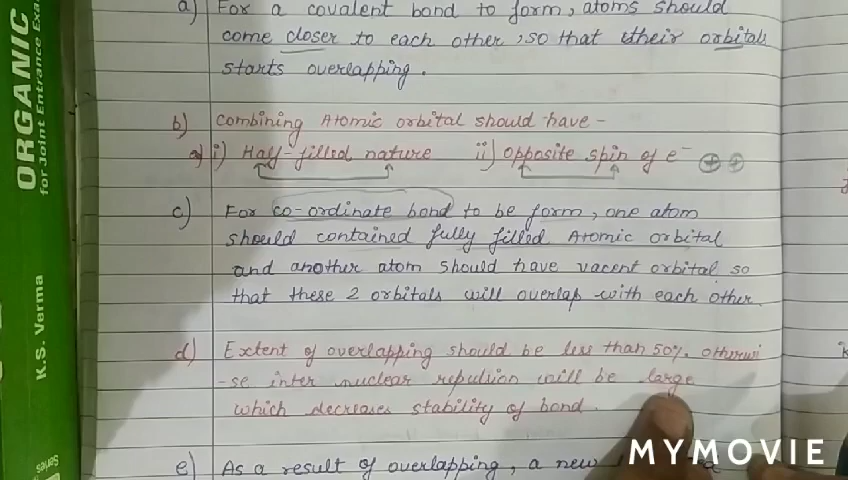 ORGANIC
for Joint Entrance Exa
K.S. Verma
Series
a) For a covalent bond to form, atoms should
come closer to each other, so that their orbitals
starts overlapping.
b) Combining Atomic orbital should have -
i) Half-filled nature ii) Opposite spin of e-
c) For co-ordinate bond to be form, one atom
should contained fully filled Atomic orbital
and another atom should have vacent orbital so
that these 2 orbitals will overlap with each other.
d) Extent of overlapping should be less than 50%. otherwi
-se inter nuclear repulsion will be large
which decreases stability of bond.
e) As a result of overlapping, a new
MYMOVIE